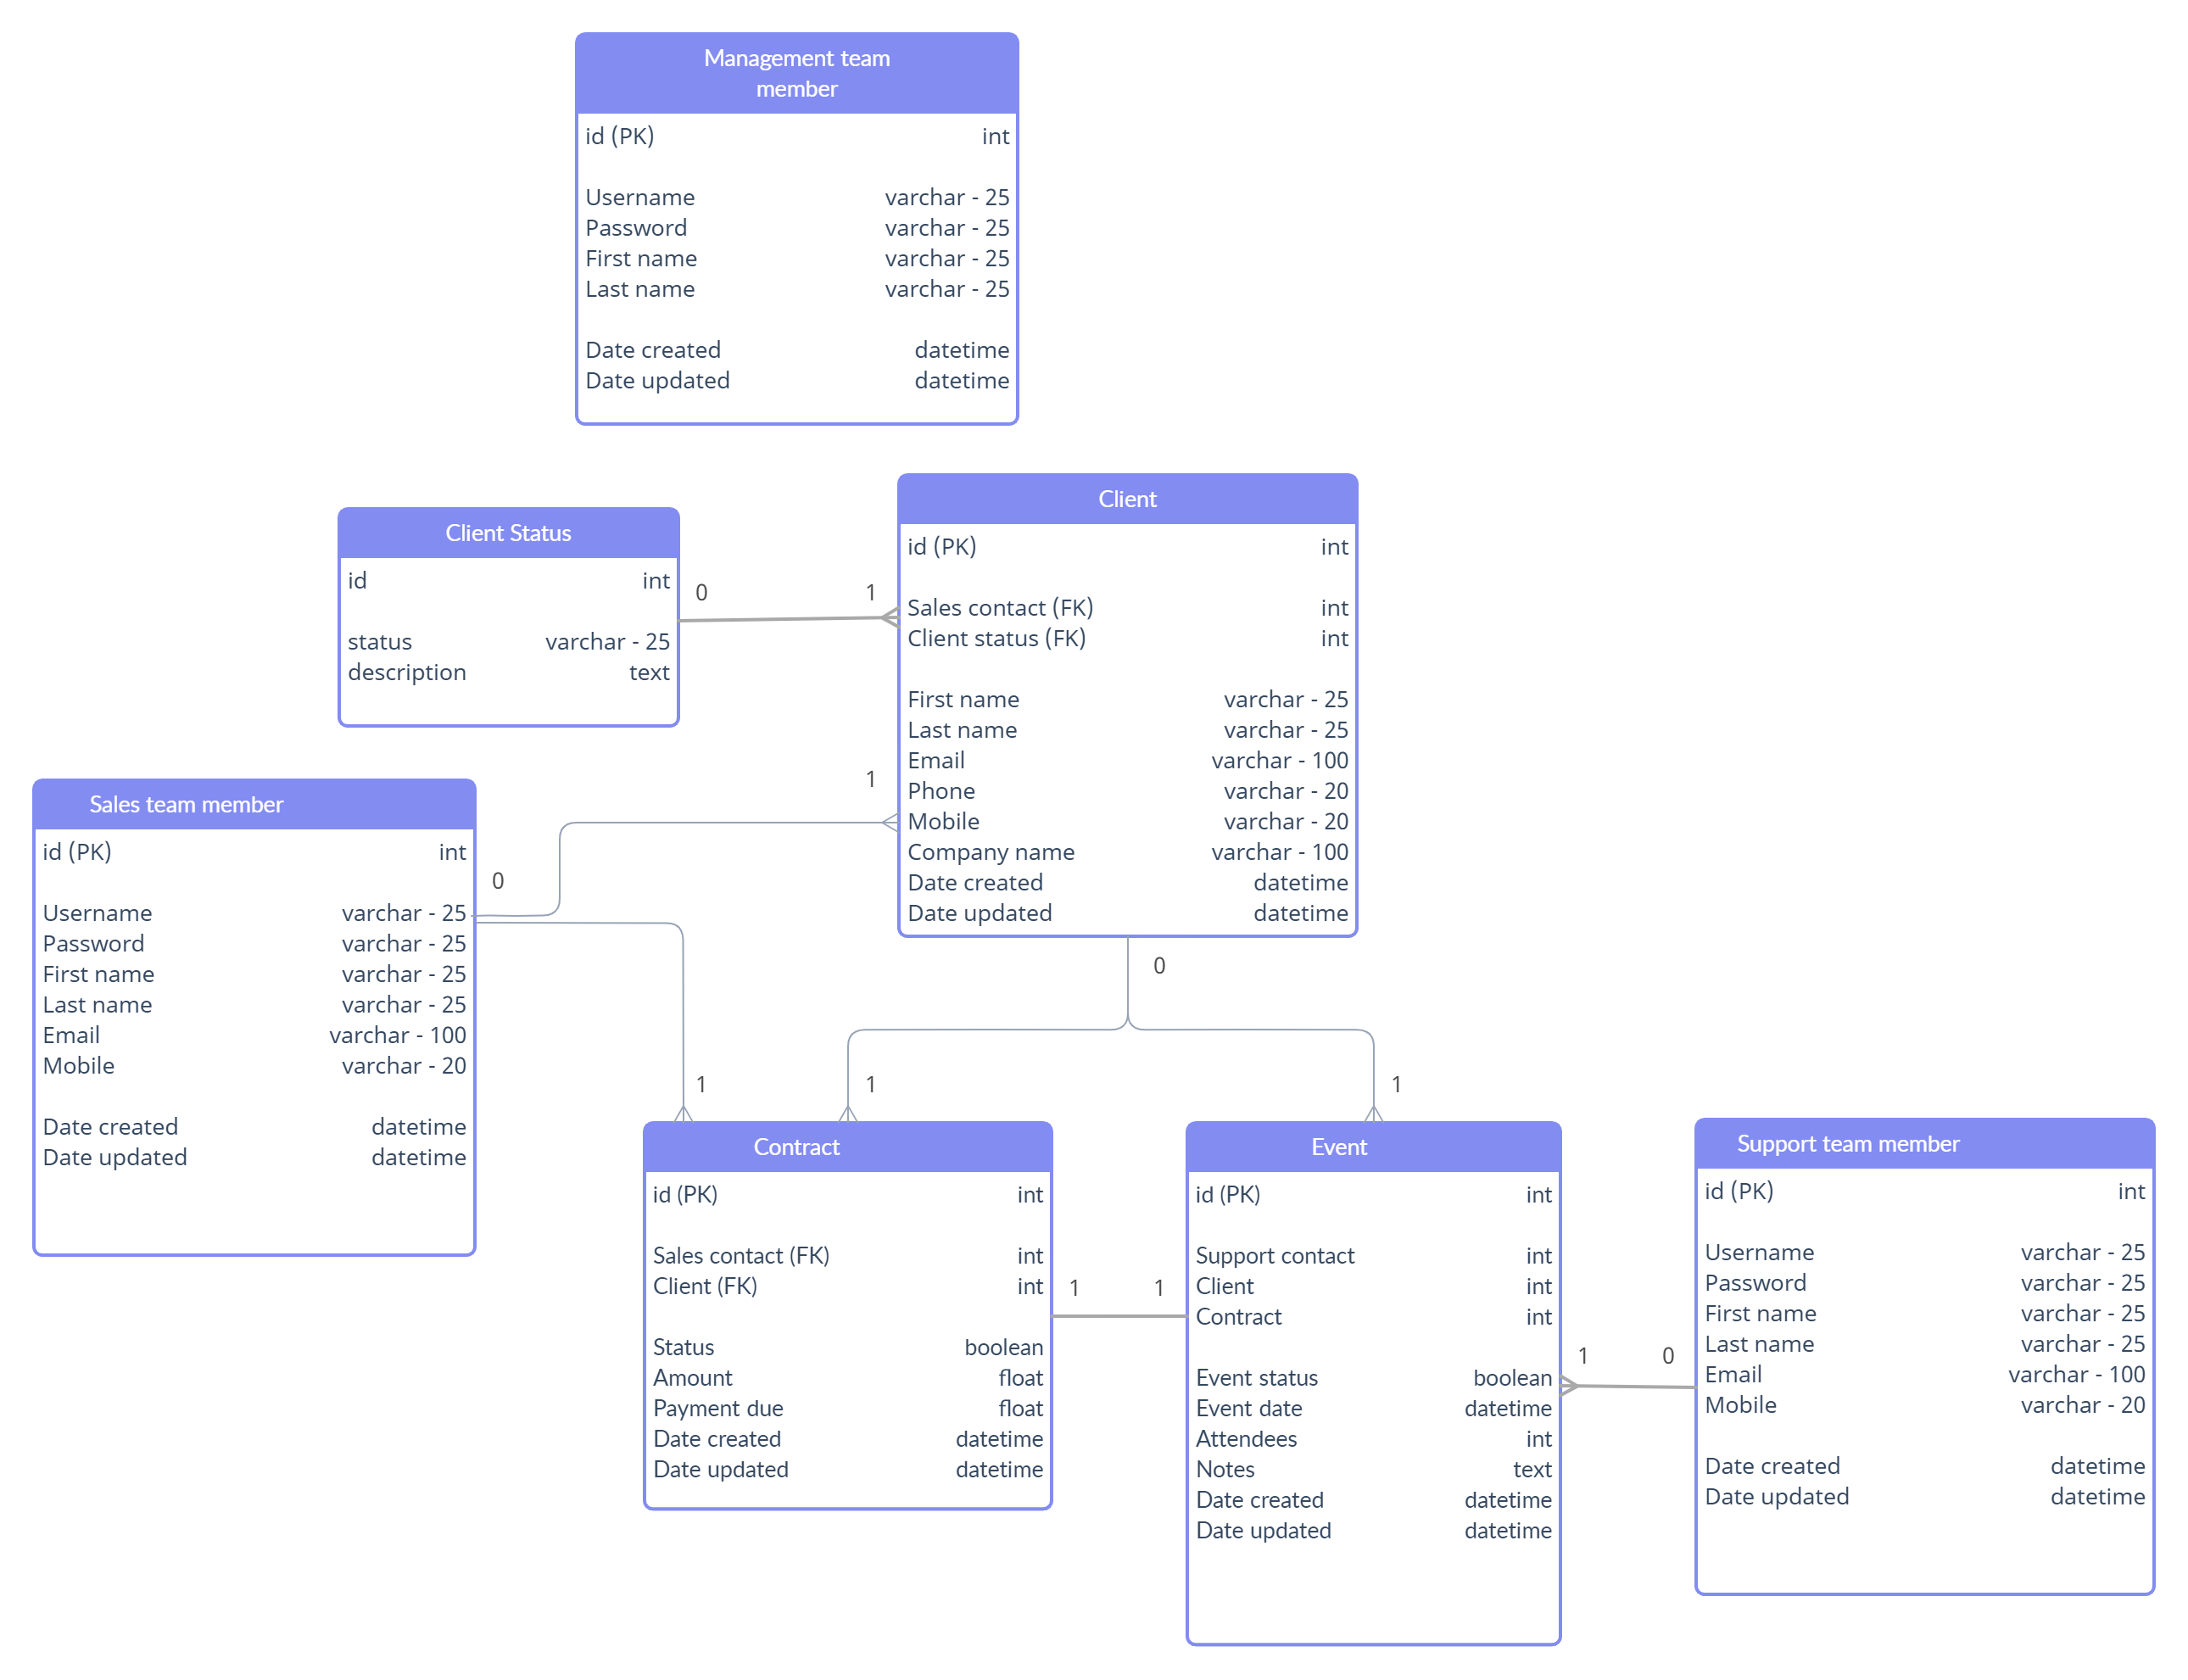 Management team
member
id (PK) int
Username varchar - 25
Password varchar - 25
First name varchar - 25
Last name varchar - 25
Date created datetime
Date updated datetime
Client Status
id int
status varchar - 25
description text
0 1
Client
id (PK) int
Sales contact (FK) int
Client status (FK) int
First name varchar - 25
Last name varchar - 25
Email varchar - 100
Phone varchar - 20
Mobile varchar - 20
Company name varchar - 100
Date created datetime
Date updated datetime
1
0
Sales team member
id (PK) int
Username varchar - 25
Password varchar - 25
First name varchar - 25
Last name varchar - 25
Email varchar - 100
Mobile varchar - 20
Date created datetime
Date updated datetime
0
1 1 1
Contract
id (PK) int
Sales contact (FK) int
Client (FK) int
Status boolean
Amount float
Payment due float
Date created datetime
Date updated datetime
1 1
Event
id (PK) int
Support contact int
Client int
Contract int
Event status boolean
Event date datetime
Attendees int
Notes text
Date created datetime
Date updated datetime
1 0
Support team member
id (PK) int
Username varchar - 25
Password varchar - 25
First name varchar - 25
Last name varchar - 25
Email varchar - 100
Mobile varchar - 20
Date created datetime
Date updated datetime